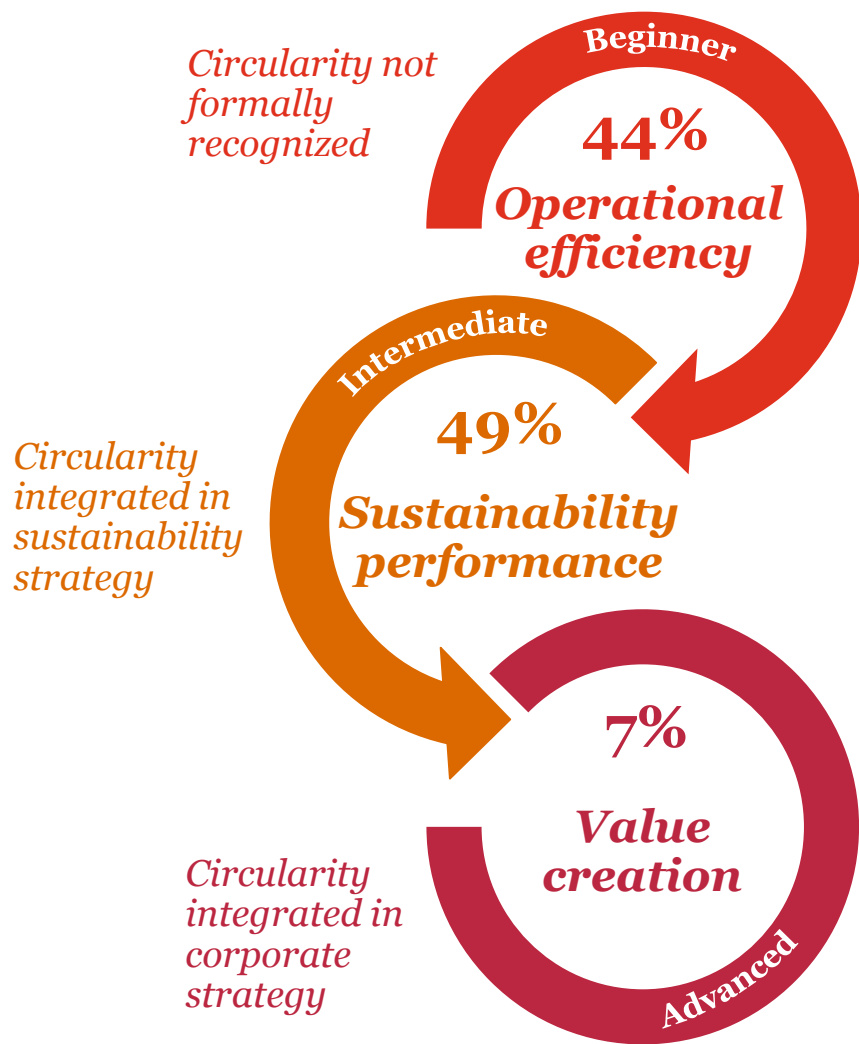 Beginner
Circularity not
formally
recognized
44%
Operational
efficiency
Intermediate
49%
Circularity
integrated in
sustainability
strategy
Sustainability
performance
7%
Value
creation
Circularity
integrated in
corporate
strategy
Advanced